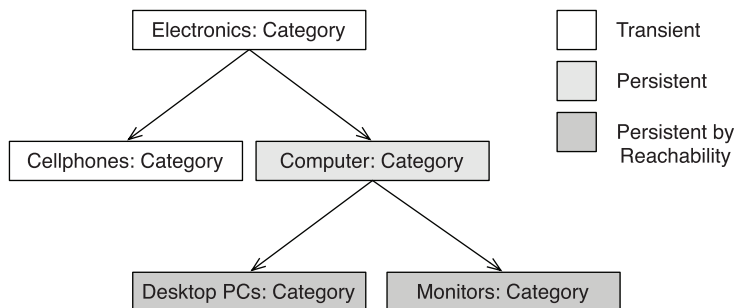 Electronics: Category
Transient
Persistent
Persistent by
Reachability
Cellphones: Category
Computer: Category
Desktop PCs: Category
Monitors: Category